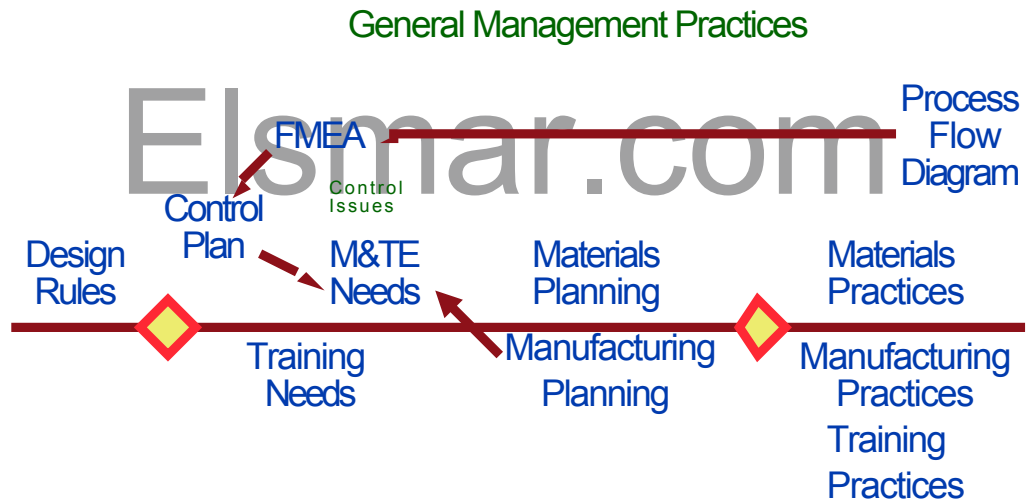 General Management Practices
Elsmar.com
Process
Flow
Diagram
FMEA
Control
Issues
Control
Plan
Design
Rules
M&TE
Needs
Materials
Planning
Materials
Practices
Training
Needs
Manufacturing
Planning
Manufacturing
Practices
Training
Practices